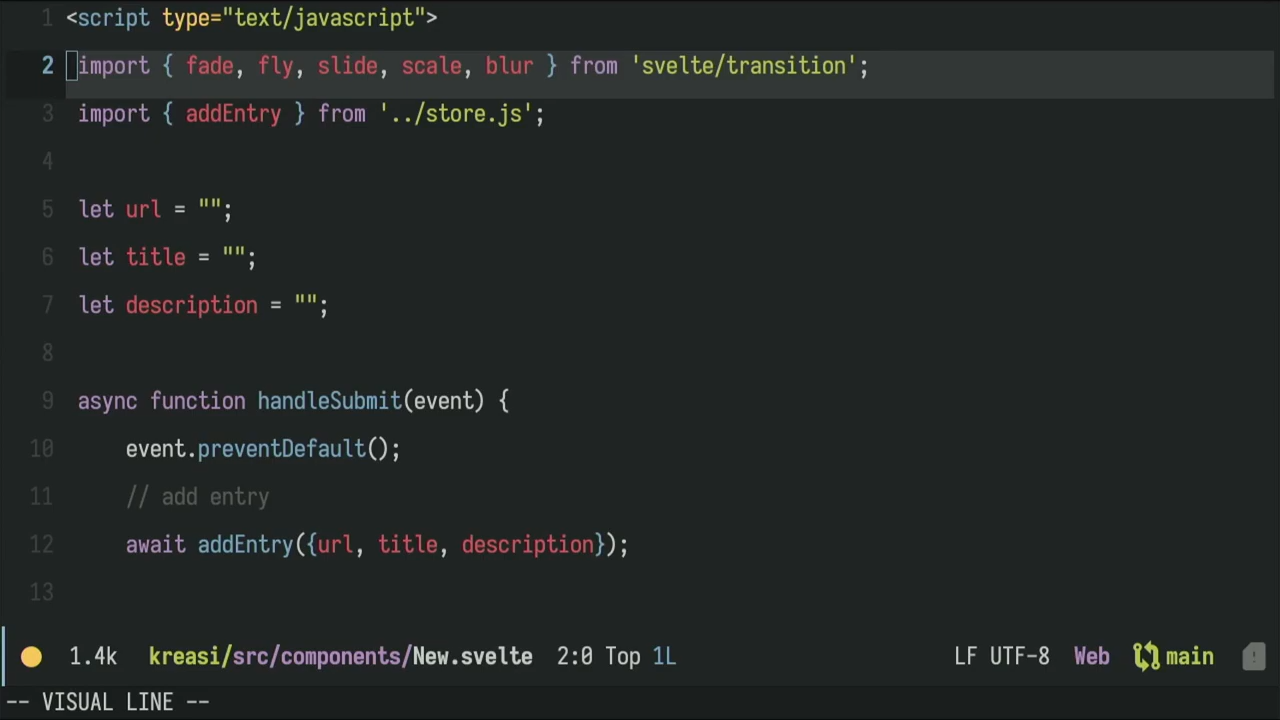 1 <script type="text/javascript">
2 import { fade, fly, slide, scale, blur } from 'svelte/transition';
3 import { addEntry } from '../store.js';
4
5 let url = "";
6 let title = "";
7 let description = "";
8
9 async function handleSubmit(event) {
10 event.preventDefault();
11 // add entry
12 await addEntry({url, title, description});
13
1.4k kreasi/src/components/New.svelte 2:0 Top 1L LF UTF-8 Web main
-- VISUAL LINE --